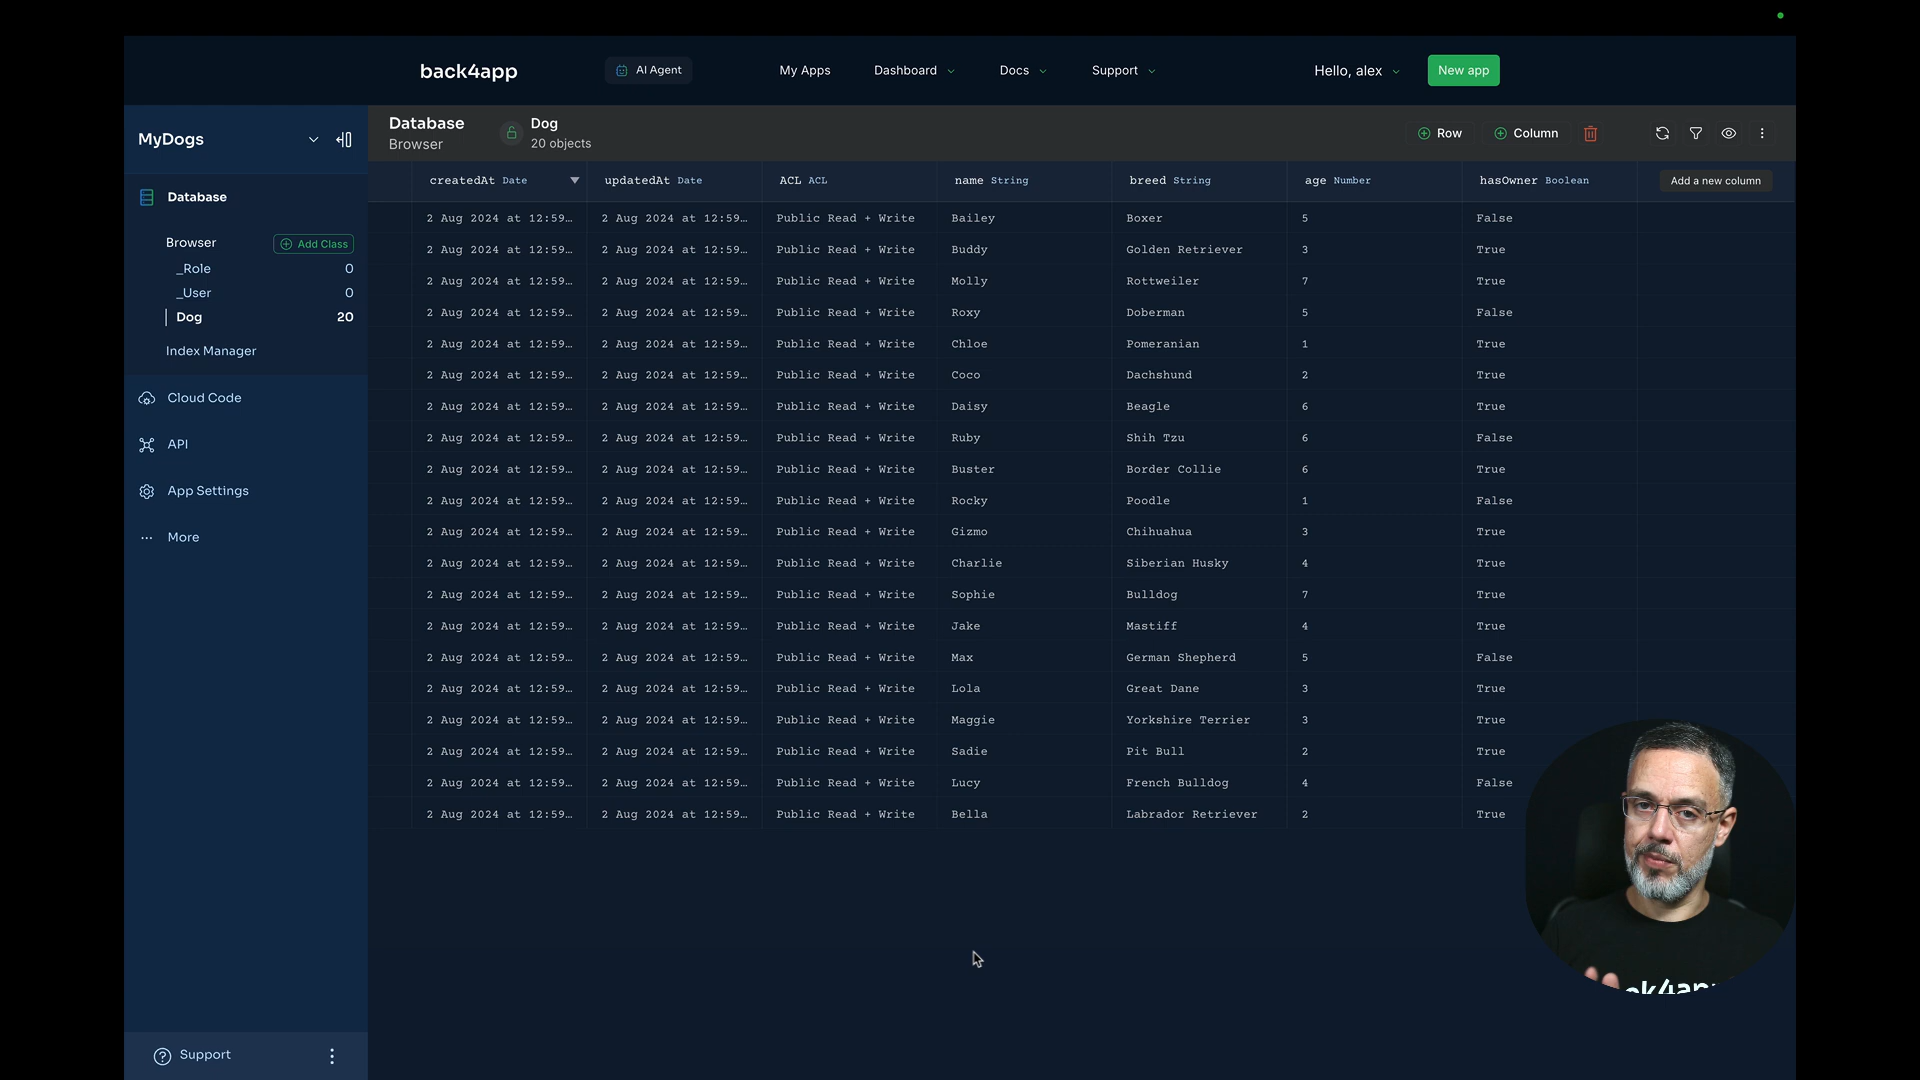 back4app
AI Agent
My Apps
Dashboard
Docs
Support
Hello, alex
New app
MyDogs
Database
Browser
Add Class
_Role 0
_User 0
Dog 20
Index Manager
Cloud Code
API
App Settings
More
Support
Database
Browser
Dog
20 objects
Row
Column
createdAt Date updatedAt Date ACL ACL name String breed String age Number hasOwner Boolean Add a new column
2 Aug 2024 at 12:59… 2 Aug 2024 at 12:59… Public Read + Write Bailey Boxer 5 False
2 Aug 2024 at 12:59… 2 Aug 2024 at 12:59… Public Read + Write Buddy Golden Retriever 3 True
2 Aug 2024 at 12:59… 2 Aug 2024 at 12:59… Public Read + Write Molly Rottweiler 7 True
2 Aug 2024 at 12:59… 2 Aug 2024 at 12:59… Public Read + Write Roxy Doberman 5 False
2 Aug 2024 at 12:59… 2 Aug 2024 at 12:59… Public Read + Write Chloe Pomeranian 1 True
2 Aug 2024 at 12:59… 2 Aug 2024 at 12:59… Public Read + Write Coco Dachshund 2 True
2 Aug 2024 at 12:59… 2 Aug 2024 at 12:59… Public Read + Write Daisy Beagle 6 True
2 Aug 2024 at 12:59… 2 Aug 2024 at 12:59… Public Read + Write Ruby Shih Tzu 6 False
2 Aug 2024 at 12:59… 2 Aug 2024 at 12:59… Public Read + Write Buster Border Collie 6 True
2 Aug 2024 at 12:59… 2 Aug 2024 at 12:59… Public Read + Write Rocky Poodle 1 False
2 Aug 2024 at 12:59… 2 Aug 2024 at 12:59… Public Read + Write Gizmo Chihuahua 3 True
2 Aug 2024 at 12:59… 2 Aug 2024 at 12:59… Public Read + Write Charlie Siberian Husky 4 True
2 Aug 2024 at 12:59… 2 Aug 2024 at 12:59… Public Read + Write Sophie Bulldog 7 True
2 Aug 2024 at 12:59… 2 Aug 2024 at 12:59… Public Read + Write Jake Mastiff 4 True
2 Aug 2024 at 12:59… 2 Aug 2024 at 12:59… Public Read + Write Max German Shepherd 5 False
2 Aug 2024 at 12:59… 2 Aug 2024 at 12:59… Public Read + Write Lola Great Dane 3 True
2 Aug 2024 at 12:59… 2 Aug 2024 at 12:59… Public Read + Write Maggie Yorkshire Terrier 3 True
2 Aug 2024 at 12:59… 2 Aug 2024 at 12:59… Public Read + Write Sadie Pit Bull 2 True
2 Aug 2024 at 12:59… 2 Aug 2024 at 12:59… Public Read + Write Lucy French Bulldog 4 False
2 Aug 2024 at 12:59… 2 Aug 2024 at 12:59… Public Read + Write Bella Labrador Retriever 2 True